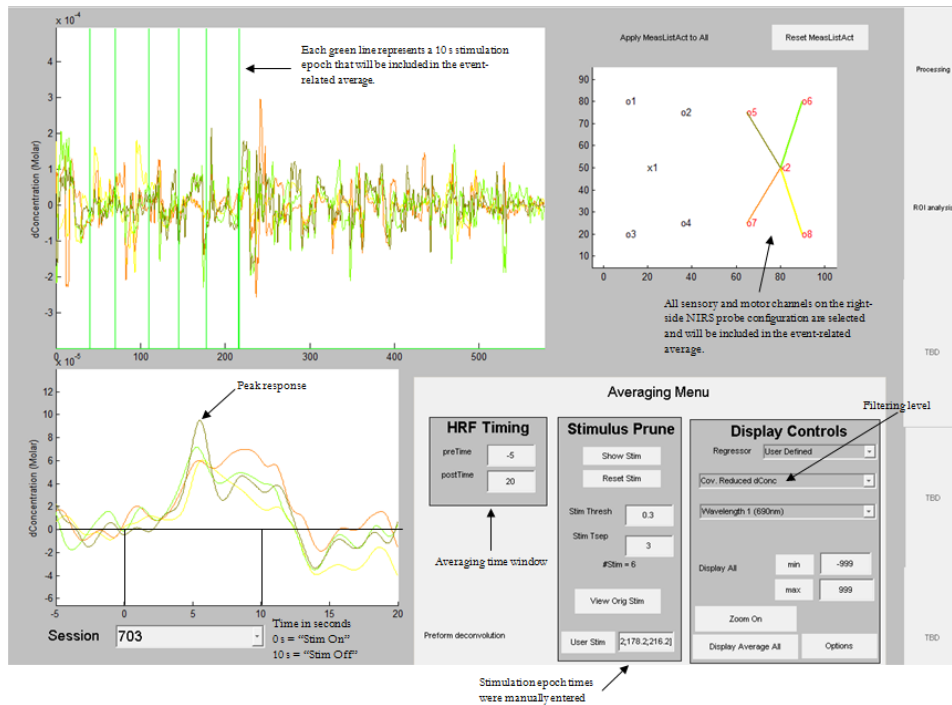 x 10⁻⁴
5
4
3
2
1
0
-1
-2
-3
dConcentration (Molar)
0
100
200
300
400
500
Each green line represents a 10 s stimulation
epoch that will be included in the event-
related average.
Apply MeasListAct to All
Reset MeasListAct
90
80
70
60
50
40
30
20
10
0
20
40
60
80
100
o1
o2
o5
o6
x1
x2
o3
o4
o7
o8
All sensory and motor channels on the right-
side NIRS probe configuration are selected
and will be included in the event-related
average.
Processing
ROI analysis
TBD
TBD
TBD
x 10⁻⁵
12
10
8
6
4
2
0
-2
-4
-6
dConcentration (Molar)
-5
0
5
10
15
20
Peak response
Session
703
Time in seconds
0 s = “Stim On”
10 s = “Stim Off”
Averaging Menu
HRF Timing
preTime
-5
postTime
20
Averaging time window
Preform deconvolution
Stimulus Prune
Show Stim
Reset Stim
Stim Thresh
0.3
Stim Tsep
3
#Stim = 6
View Orig Stim
User Stim
2;178.2;216.2]
Stimulation epoch times
were manually entered
Filtering level
Display Controls
Regressor
User Defined
Cov. Reduced dConc
Wavelength 1 (690nm)
Display All
min
-999
max
999
Zoom On
Display Average All
Options